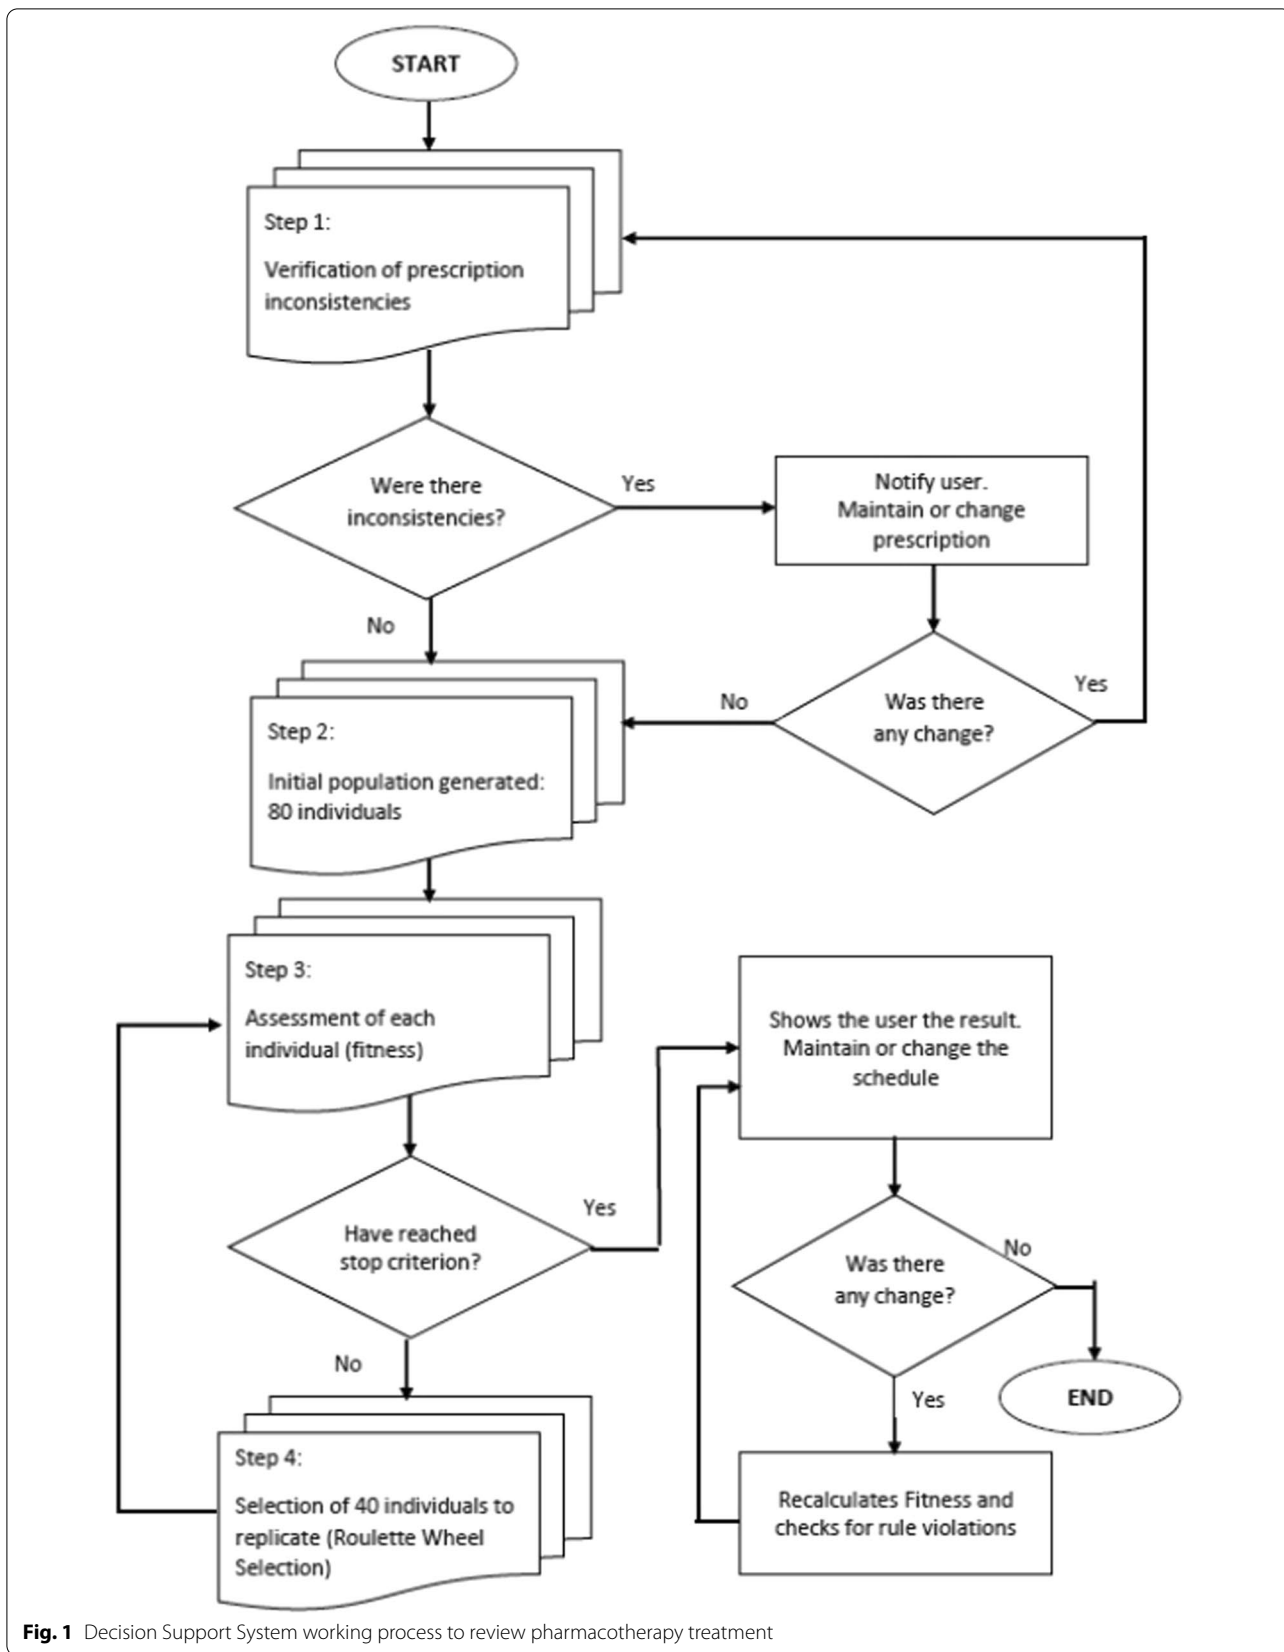 START
Step 1:
Verification of prescription
inconsistencies
Were there
inconsistencies?
Yes
Notify user.
Maintain or change
prescription
No
Was there
any change?
Yes
No
Step 2:
Initial population generated:
80 individuals
Step 3:
Assessment of each
individual (fitness)
Shows the user the result.
Maintain or change the
schedule
Have reached
stop criterion?
Yes
Was there
any change?
No
END
No
Yes
Step 4:
Selection of 40 individuals to
replicate (Roulette Wheel
Selection)
Recalculates Fitness and
checks for rule violations
Fig. 1 Decision Support System working process to review pharmacotherapy treatment